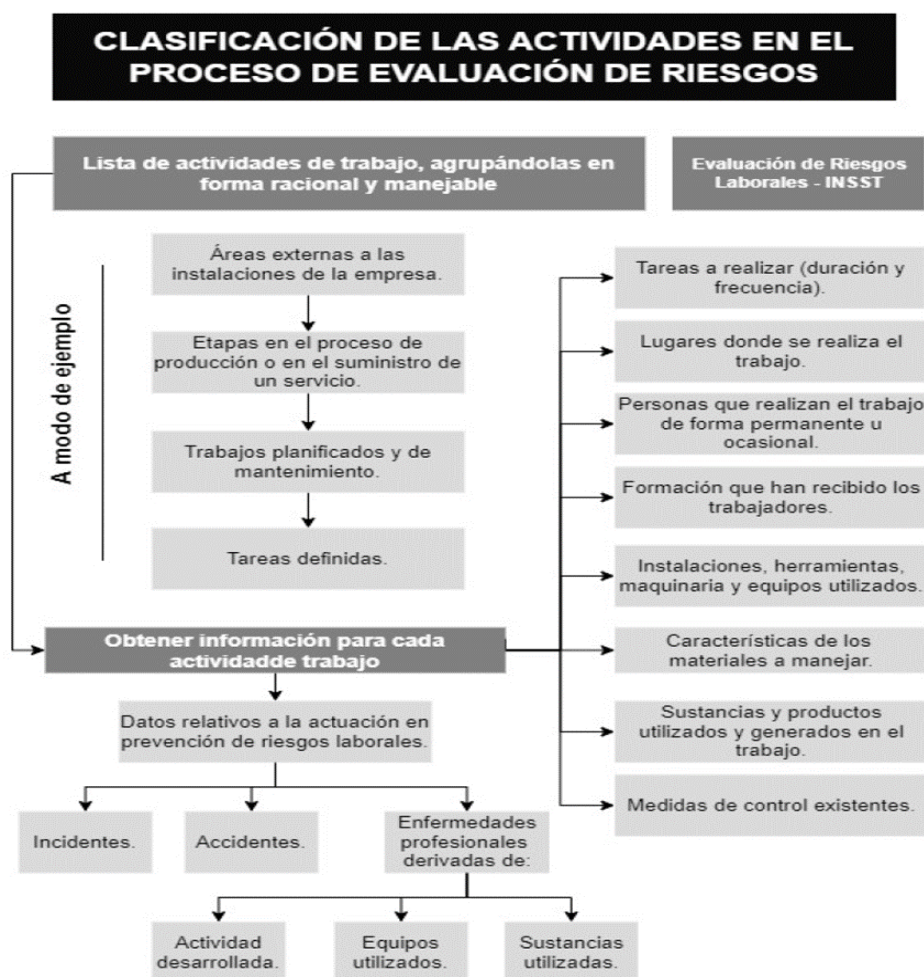 CLASIFICACIÓN DE LAS ACTIVIDADES EN EL
PROCESO DE EVALUACIÓN DE RIESGOS
Lista de actividades de trabajo, agrupándolas en
forma racional y manejable
Evaluación de Riesgos
Laborales - INSST
A modo de ejemplo
Áreas externas a las
instalaciones de la empresa.
Etapas en el proceso de
producción o en el suministro de
un servicio.
Trabajos planificados y de
mantenimiento.
Tareas definidas.
Obtener información para cada
actividadde trabajo
Tareas a realizar (duración y
frecuencia).
Lugares donde se realiza el
trabajo.
Personas que realizan el trabajo
de forma permanente u
ocasional.
Formación que han recibido los
trabajadores.
Instalaciones, herramientas,
maquinaria y equipos utilizados.
Características de los
materiales a manejar.
Sustancias y productos
utilizados y generados en el
trabajo.
Medidas de control existentes.
Datos relativos a la actuación en
prevención de riesgos laborales.
Incidentes.
Accidentes.
Enfermedades
profesionales
derivadas de:
Actividad
desarrollada.
Equipos
utilizados.
Sustancias
utilizadas.